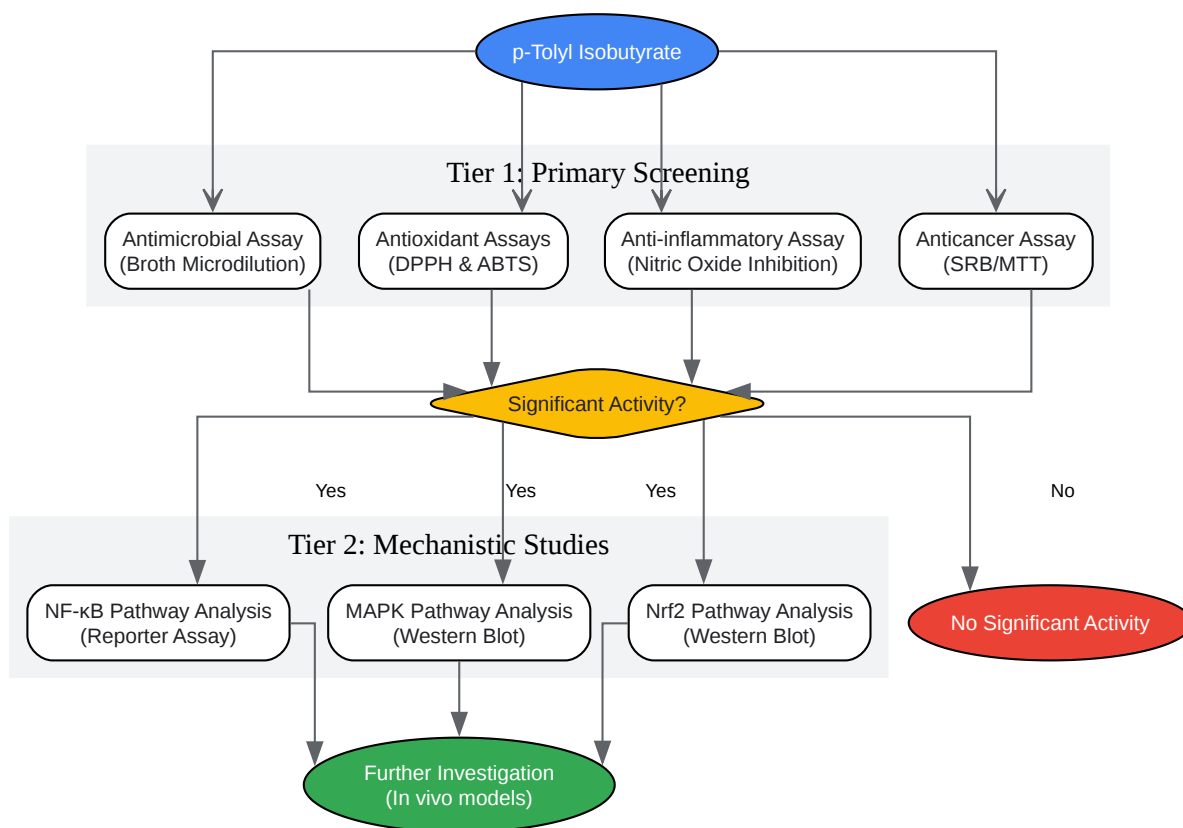 p-Tolyl Isobutyrate
Tier 1: Primary Screening
Antimicrobial Assay
(Broth Microdilution)
Antioxidant Assays
(DPPH & ABTS)
Anti-inflammatory Assay
(Nitric Oxide Inhibition)
Anticancer Assay
(SRB/MTT)
Significant Activity?
Yes
Yes
Yes
No
Tier 2: Mechanistic Studies
NF-κB Pathway Analysis
(Reporter Assay)
MAPK Pathway Analysis
(Western Blot)
Nrf2 Pathway Analysis
(Western Blot)
No Significant Activity
Further Investigation
(In vivo models)